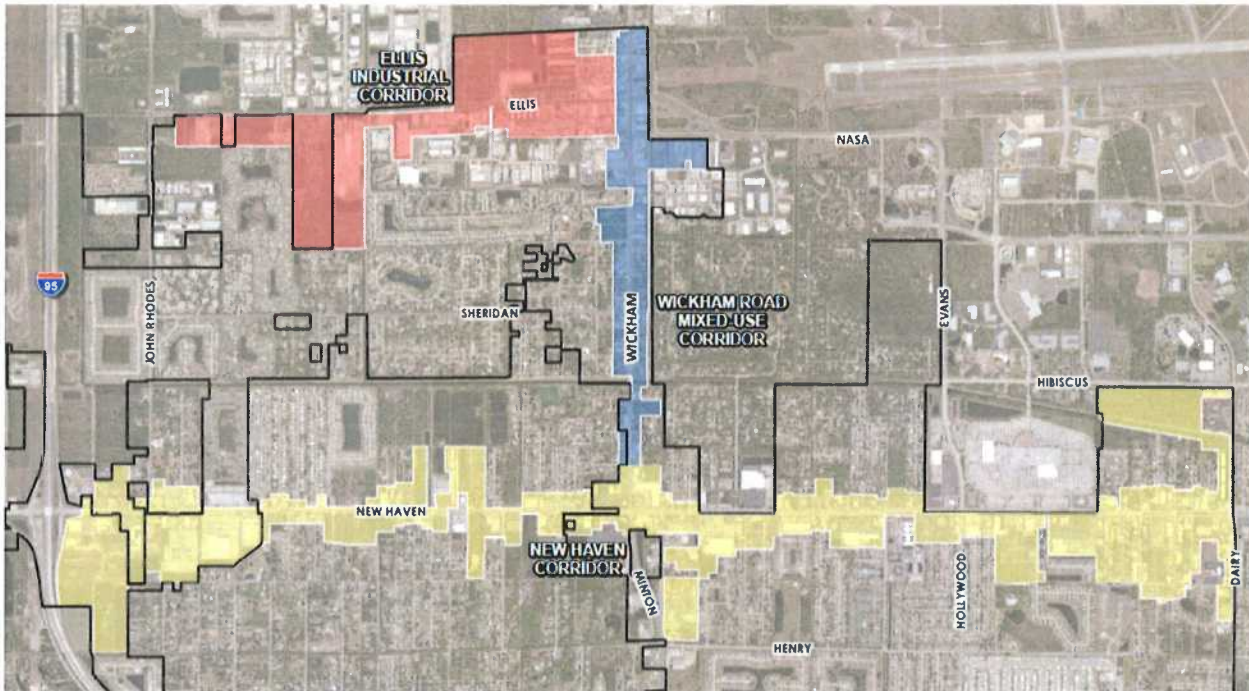 ELLIS
INDUSTRIAL
CORRIDOR
ELLIS
NASA
95
JOHN RHODES
SHERIDAN
WICKHAM
WICKHAM ROAD
MIXED-USE
CORRIDOR
EVANS
HIBISCUS
NEW HAVEN
NEW HAVEN
CORRIDOR
MINTON
HOLLYWOOD
DAIRY
HENRY